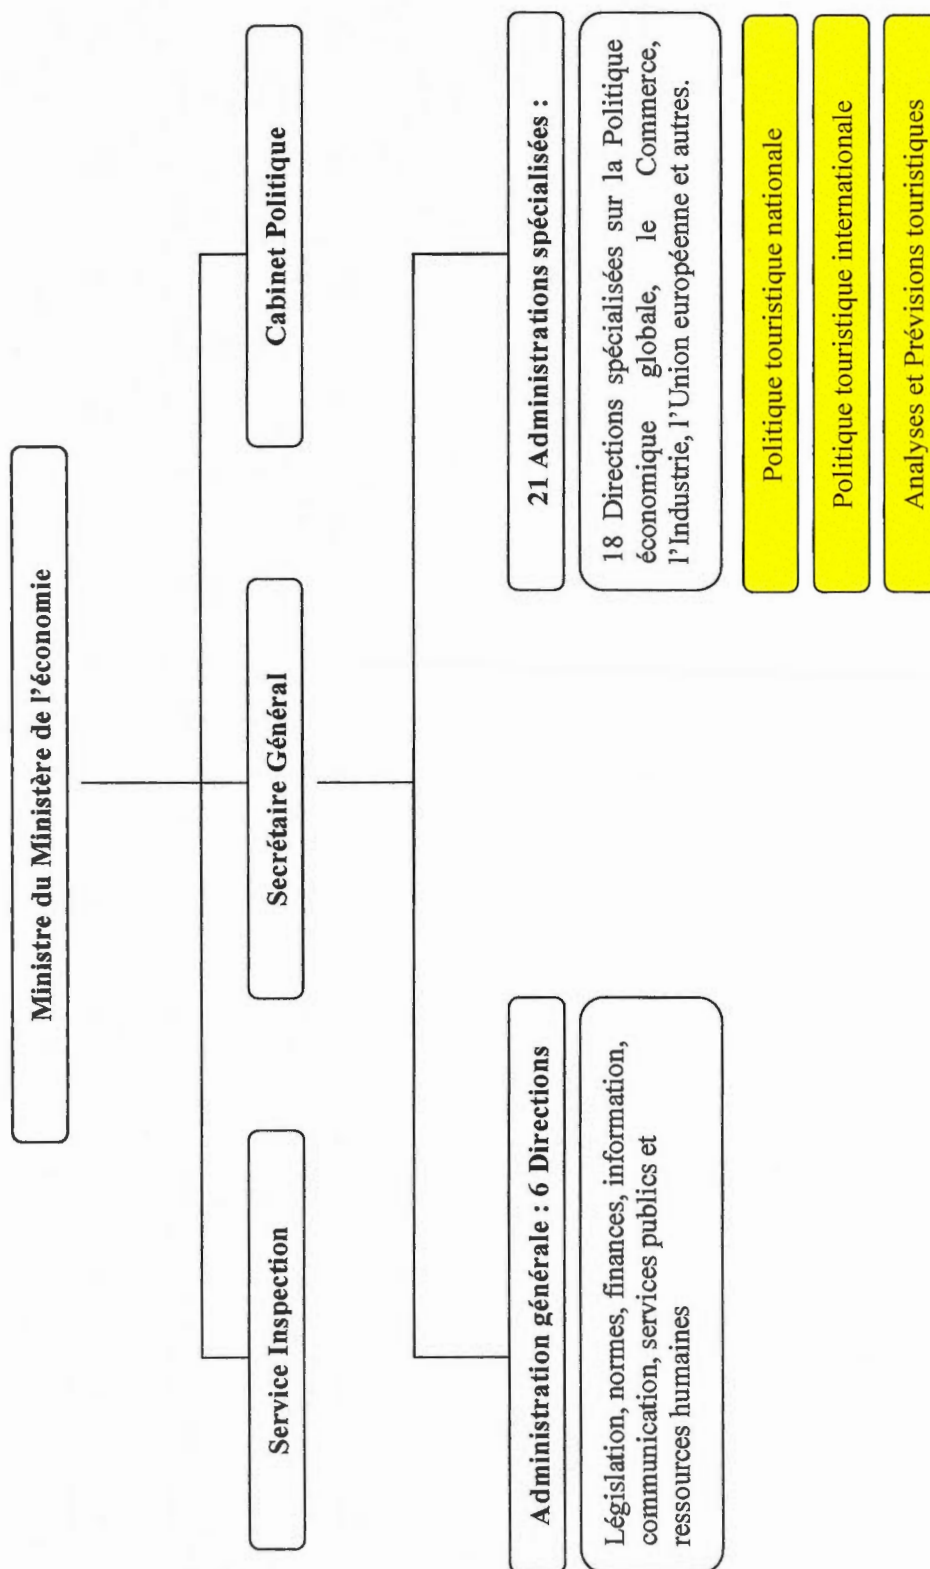 Ministre du Ministère de l'économie
Service Inspection
Secrétaire Général
Cabinet Politique
Administration générale : 6 Directions
Législation, normes, finances, information,
communication, services publics et
ressources humaines
21 Administrations spécialisées :
18 Directions spécialisées sur la Politique
économique globale, le Commerce,
l'Industrie, l'Union européenne et autres.
Politique touristique nationale
Politique touristique internationale
Analyses et Prévisions touristiques